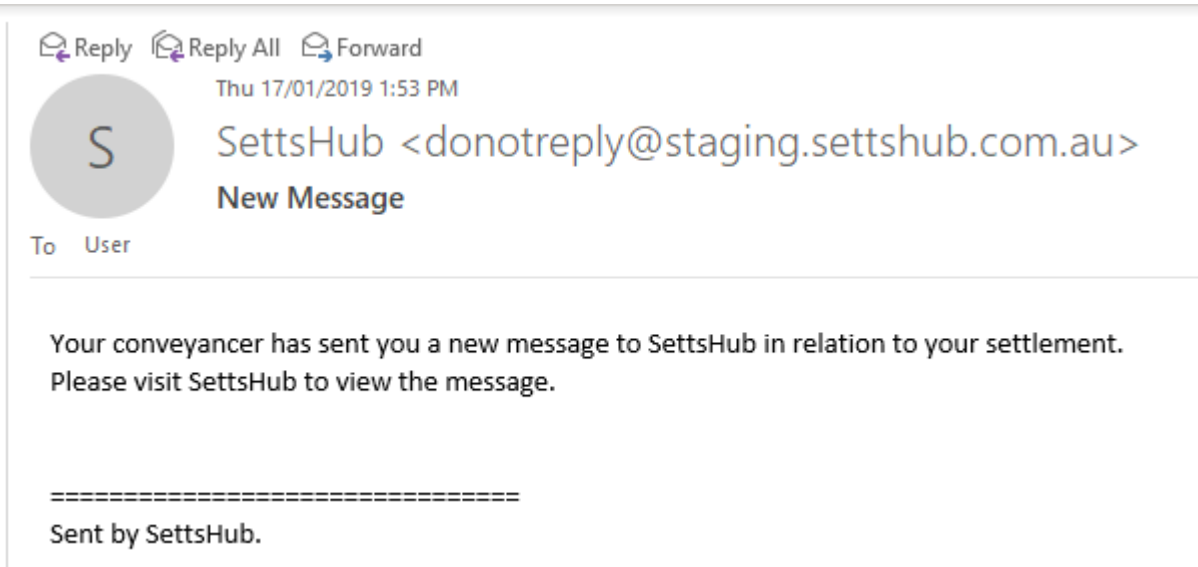 Reply Reply All Forward
Thu 17/01/2019 1:53 PM
S
SettsHub <donotreply@staging.settshub.com.au>
New Message
To User
Your conveyancer has sent you a new message to SettsHub in relation to your settlement.
Please visit SettsHub to view the message.
================================
Sent by SettsHub.